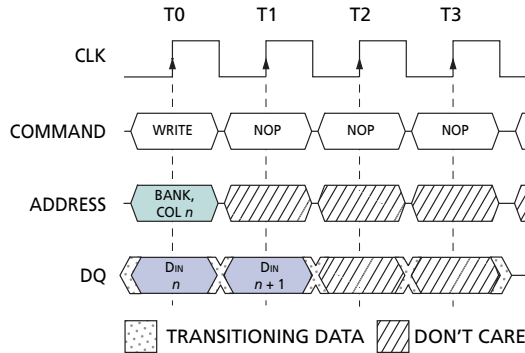 T0 T1 T2 T3
CLK
COMMAND WRITE NOP NOP NOP
ADDRESS BANK,
COL n
DQ DIN
n DIN
n + 1
TRANSITIONING DATA DON'T CARE